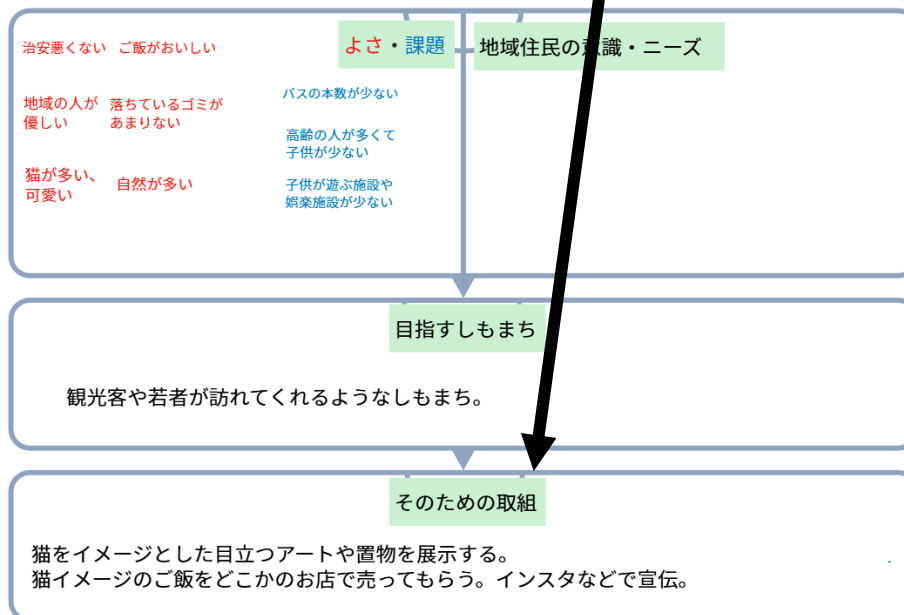 よさ・課題
治安悪くない ご飯がおいしい
地域の人が
優しい
落ちているゴミが
あまりない
猫が多い、
可愛い
自然が多い
バスの本数が少ない
高齢の人が多くて
子供が少ない
子供が遊ぶ施設や
娯楽施設が少ない
地域住民の意識・ニーズ
目指すしもまち
観光客や若者が訪れてくれるようなしもまち。
そのための取組
猫をイメージとした目立つアートや置物を展示する。
猫イメージのご飯をどこかのお店で売ってもらう。インスタなどで宣伝。